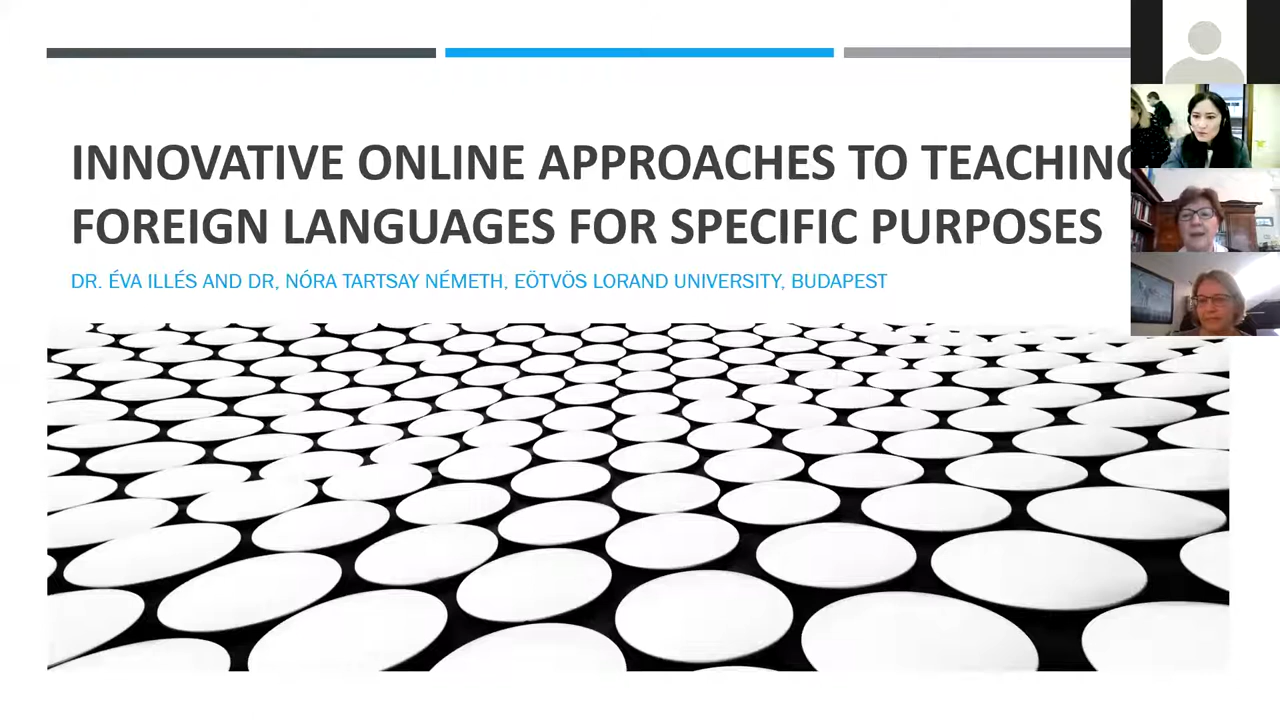 INNOVATIVE ONLINE APPROACHES TO TEACHING
FOREIGN LANGUAGES FOR SPECIFIC PURPOSES
DR. ÉVA ILLÉS AND DR, NÓRA TARTSAY NÉMETH, EÖTVÖS LORAND UNIVERSITY, BUDAPEST